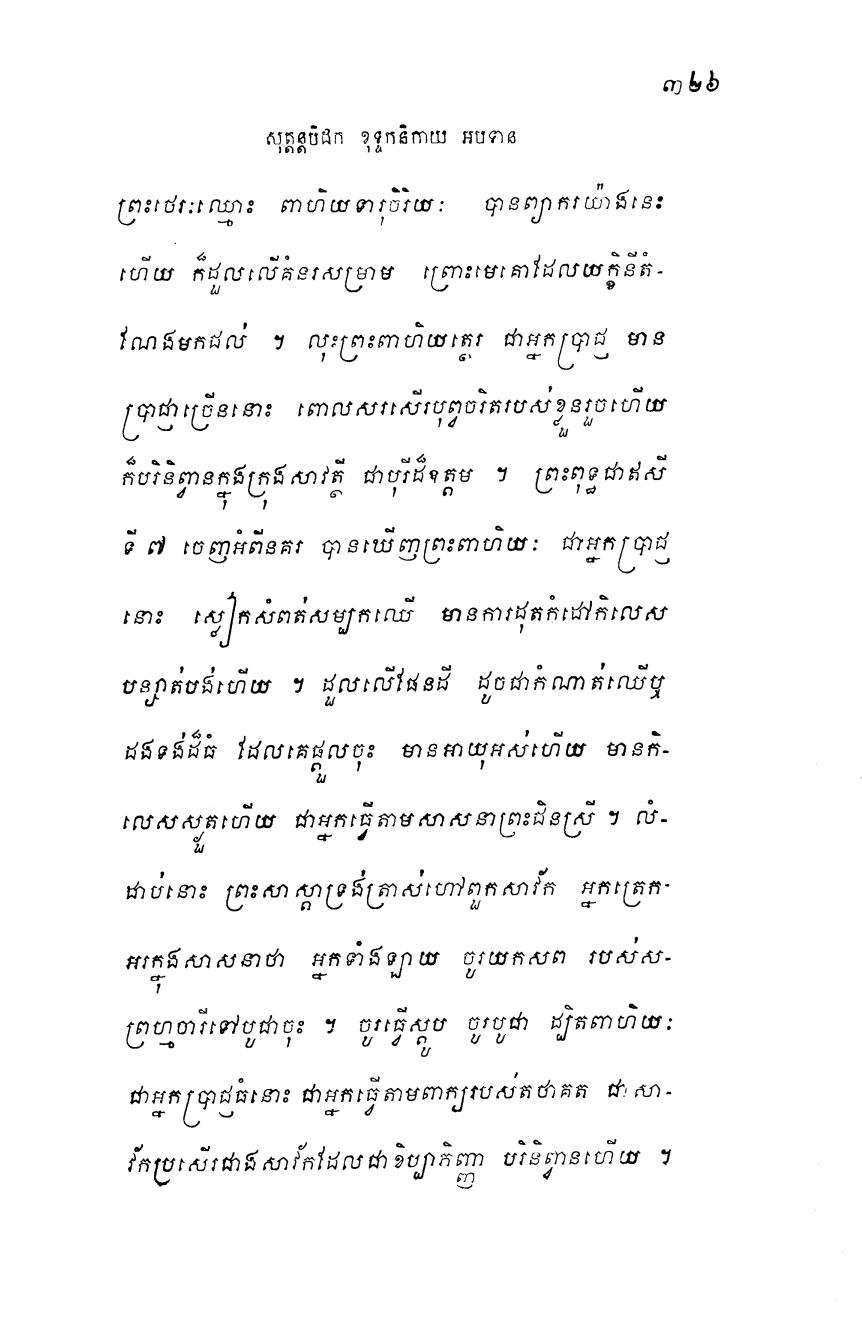 ៣២៦
សុត្តន្តបិដក ខុទ្ទកនិកាយ អបទាន
ព្រះថេរៈឈ្មោះ ពាហិយទារុចិរិយៈ បានព្យាករយ៉ាងនេះ
ហើយ ក៏ដួលលើគំនរសម្រាម ព្រោះមេគោដែលយក្ខិនីតំ-
វែណងមកដល់ ។ លុះព្រះពាហិយត្ថេរ ជាអ្នកប្រាជ្ញ មាន
ប្រាជ្ញាច្រើននោះ ពោលសរសើរបុព្វចរិតរបស់ខ្លួនរួចហើយ
ក៏បរិនិព្វានក្នុងក្រុងសាវត្ថី ជាបុរីដ៏ឧត្តម ។ ព្រះពុទ្ធជាឥសី
ទី ៧ ចេញអំពីនគរ បានឃើញព្រះពាហិយៈ ជាអ្នកប្រាជ្ញ
នោះ ស្លៀកសំពត់សម្បកឈើ មានការដុតកំដៅកិលេស
បន្សាត់បង់ហើយ ។ ដួលលើផែនដី ដូចជាកំណាត់ឈើឬ
ដងទង់ដ៏ធំ ដែលគេផ្តួលចុះ មានអាយុអស់ហើយ មានកិ-
លេសស្ងួតហើយ ជាអ្នកធ្វើតាមសាសនាព្រះជិនស្រី ។ លំ-
ដាប់នោះ ព្រះសាស្តាទ្រង់ត្រាស់ហៅពួកសាវ័ក អ្នកត្រេក-
អរក្នុងសាសនាថា អ្នកទាំងឡាយ ចូរយកសព របស់ស-
ព្រហ្មចារីទៅបូជាចុះ ។ ចូរធ្វើស្តូប ចូរបូជា ដ្បិតពាហិយៈ
ជាអ្នកប្រាជ្ញធំនោះ ជាអ្នកធ្វើតាមពាក្យរបស់តថាគត ជាសា-
វ័កប្រសើរជាងសាវ័កដែលជាខិប្បាភិញ្ញា បរិនិព្វានហើយ ។